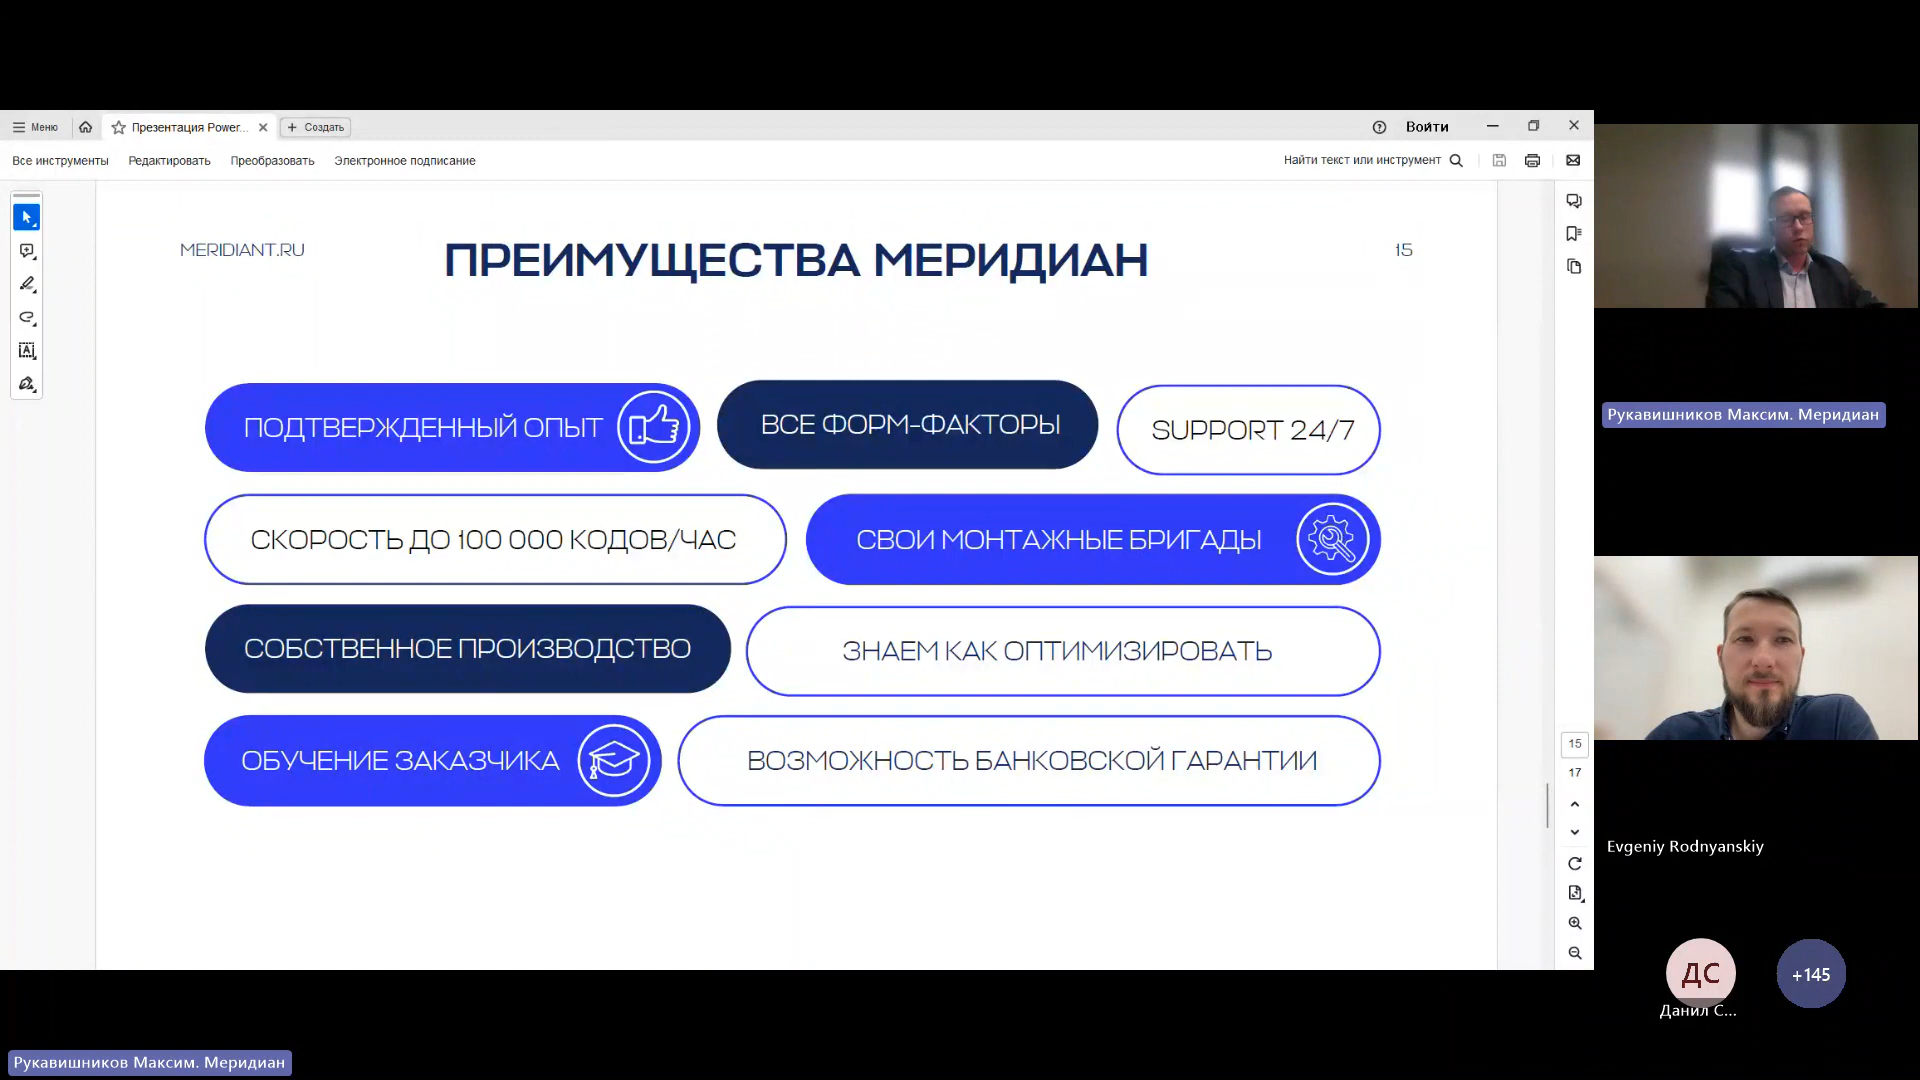 Меню
Презентация Power...
Создать
Войти
Все инструменты
Редактировать
Преобразовать
Электронное подписание
Найти текст или инструмент
MERIDIANT.RU
ПРЕИМУЩЕСТВА МЕРИДИАН
15
ПОДТВЕРЖДЕННЫЙ ОПЫТ
ВСЕ ФОРМ-ФАКТОРЫ
SUPPORT 24/7
СКОРОСТЬ ДО 100 000 КОДОВ/ЧАС
СВОИ МОНТАЖНЫЕ БРИГАДЫ
СОБСТВЕННОЕ ПРОИЗВОДСТВО
ЗНАЕМ КАК ОПТИМИЗИРОВАТЬ
ОБУЧЕНИЕ ЗАКАЗЧИКА
ВОЗМОЖНОСТЬ БАНКОВСКОЙ ГАРАНТИИ
15
17
Рукавишников Максим. Меридиан
Evgeniy Rodnyanskiy
ДС
+145
Данил С...
Рукавишников Максим. Меридиан